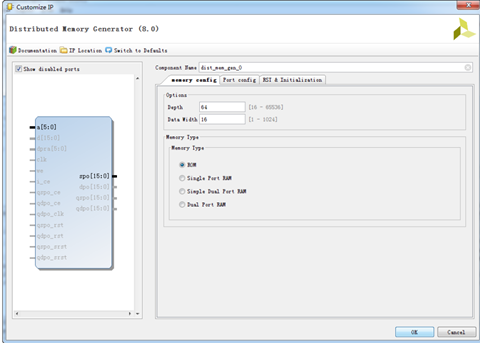 Customize IP
Distributed Memory Generator (8.0)
Documentation IP Location Switch to Defaults
Show disabled ports
Component Name dist_mem_gen_0
memory config Port config RST & Initialization
Options
Depth 64 [16 - 65536]
Data Width 16 [1 - 1024]
Memory Type
Memory Type
ROM
Single Port RAM
Simple Dual Port RAM
Dual Port RAM
a[5:0]
d[15:0]
dpra[5:0]
clk
we
i_ce
qspo_ce
qdpo_ce
qdpo_clk
qspo_rst
qdpo_rst
qspo_srst
qdpo_srst
spo[15:0]
dpo[15:0]
qspo[15:0]
qdpo[15:0]
OK Cancel